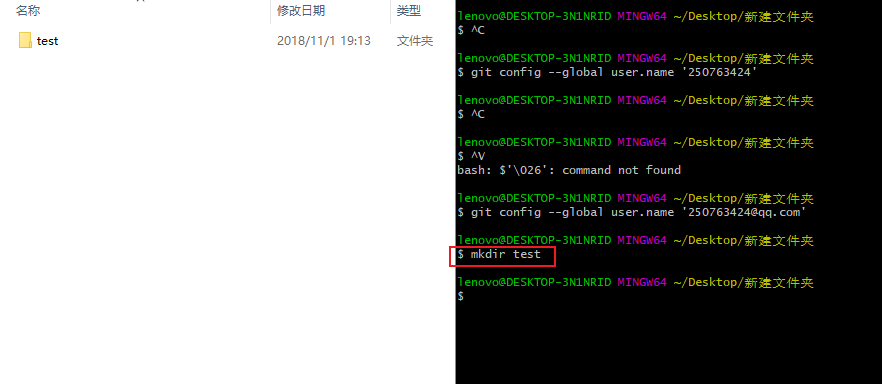 名称 修改日期 类型
test 2018/11/1 19:13 文件夹
lenovo@DESKTOP-3N1NRID MINGW64 ~/Desktop/新建文件夹
$ ^C
lenovo@DESKTOP-3N1NRID MINGW64 ~/Desktop/新建文件夹
$ git config --global user.name '250763424'
lenovo@DESKTOP-3N1NRID MINGW64 ~/Desktop/新建文件夹
$ ^C
lenovo@DESKTOP-3N1NRID MINGW64 ~/Desktop/新建文件夹
$ ^V
bash: $'\026': command not found
lenovo@DESKTOP-3N1NRID MINGW64 ~/Desktop/新建文件夹
$ git config --global user.name '250763424@qq.com'
lenovo@DESKTOP-3N1NRID MINGW64 ~/Desktop/新建文件夹
$ mkdir test
lenovo@DESKTOP-3N1NRID MINGW64 ~/Desktop/新建文件夹
$